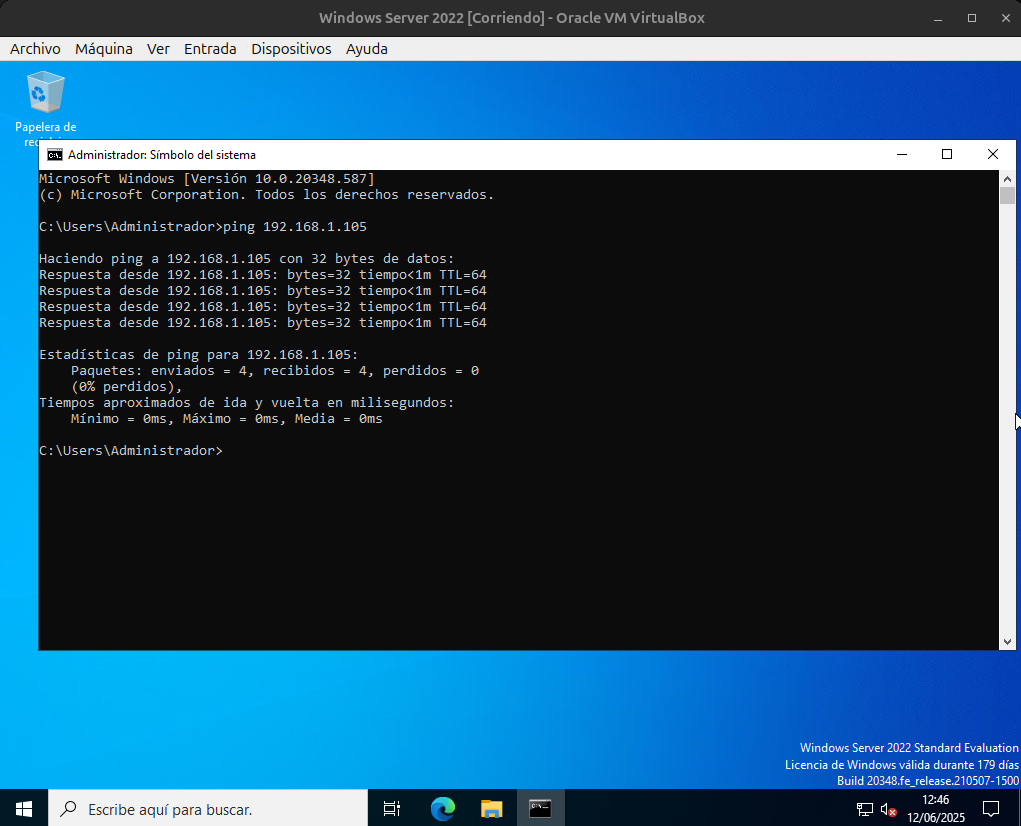 Windows Server 2022 [Corriendo] - Oracle VM VirtualBox
Archivo Máquina Ver Entrada Dispositivos Ayuda
Papelera de
Administrador: Símbolo del sistema
Microsoft Windows [Versión 10.0.20348.587]
(c) Microsoft Corporation. Todos los derechos reservados.
C:\Users\Administrador>ping 192.168.1.105
Haciendo ping a 192.168.1.105 con 32 bytes de datos:
Respuesta desde 192.168.1.105: bytes=32 tiempo<1m TTL=64
Respuesta desde 192.168.1.105: bytes=32 tiempo<1m TTL=64
Respuesta desde 192.168.1.105: bytes=32 tiempo<1m TTL=64
Respuesta desde 192.168.1.105: bytes=32 tiempo<1m TTL=64
Estadísticas de ping para 192.168.1.105:
Paquetes: enviados = 4, recibidos = 4, perdidos = 0
(0% perdidos),
Tiempos aproximados de ida y vuelta en milisegundos:
Mínimo = 0ms, Máximo = 0ms, Media = 0ms
C:\Users\Administrador>
Windows Server 2022 Standard Evaluation
Licencia de Windows válida durante 179 días
Build 20348.fe_release.210507-1500
Escribe aquí para buscar.
12:46
12/06/2025